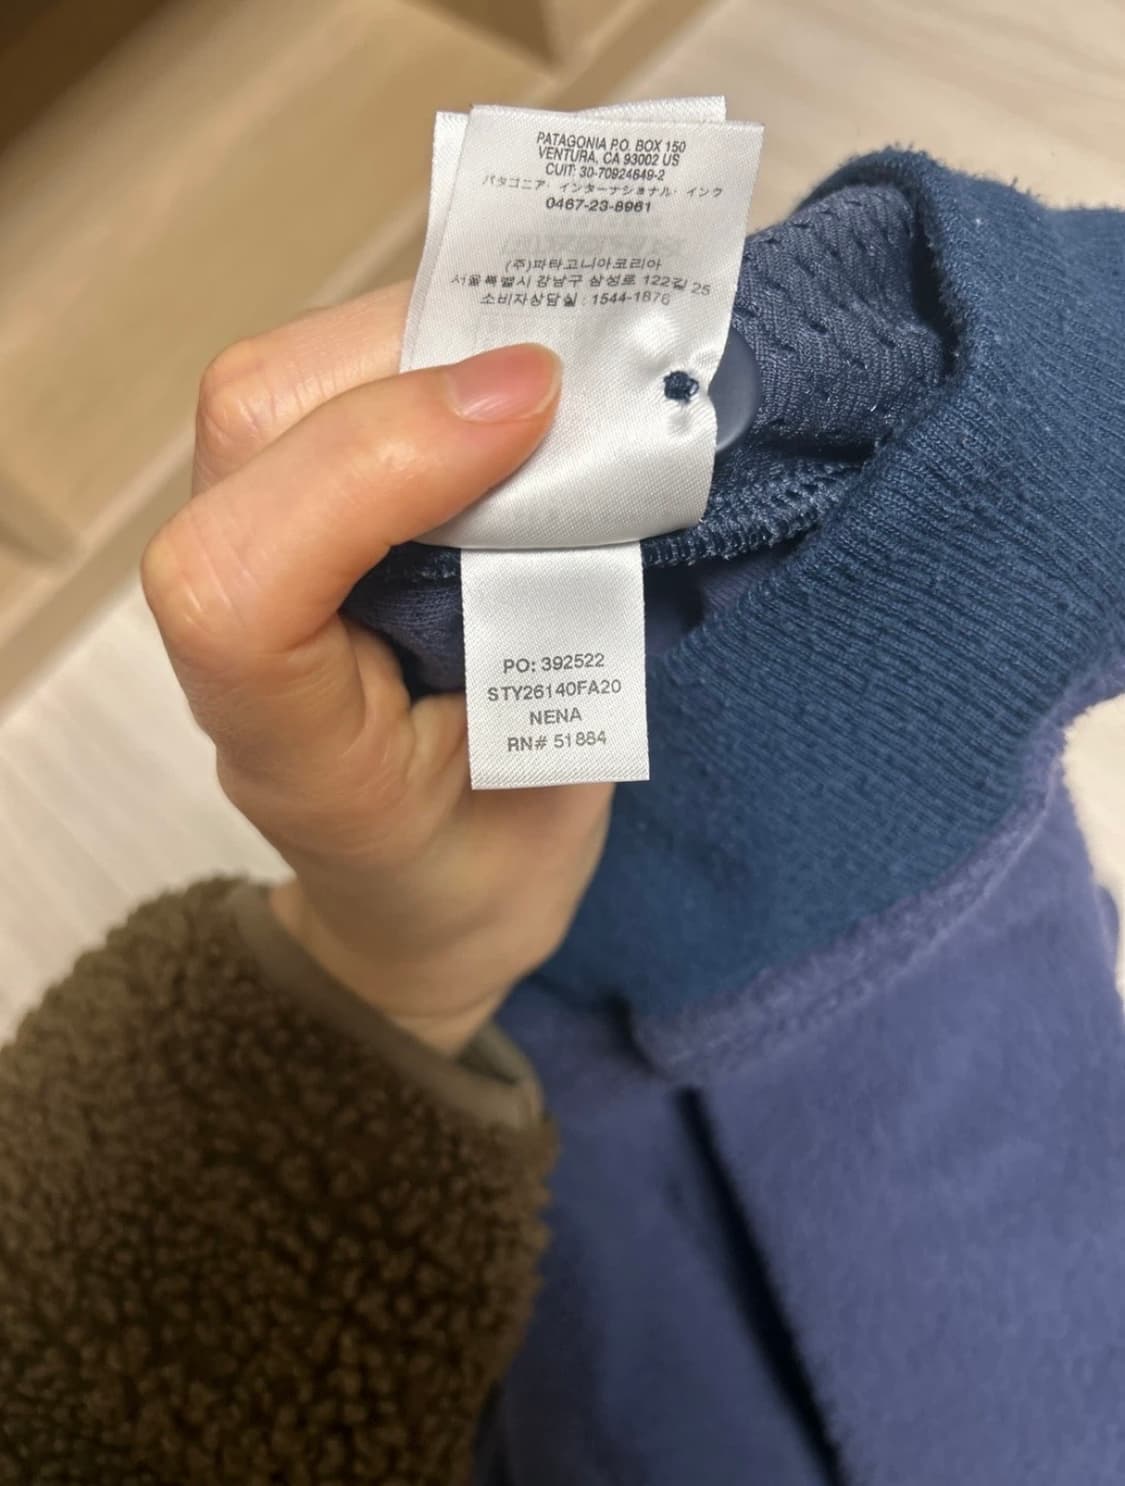 PATAGONIA P.O. BOX 150
VENTURA, CA 93002 US
CUIT: 30-70924849-2
パタゴニア・インターナショナル・インク
0467-23-8961
(주)파타고니아코리아
서울특별시 강남구 삼성로 122길 25
소비자상담실 : 1544-1876
PO: 392522
STY26140FA20
NENA
RN# 51884